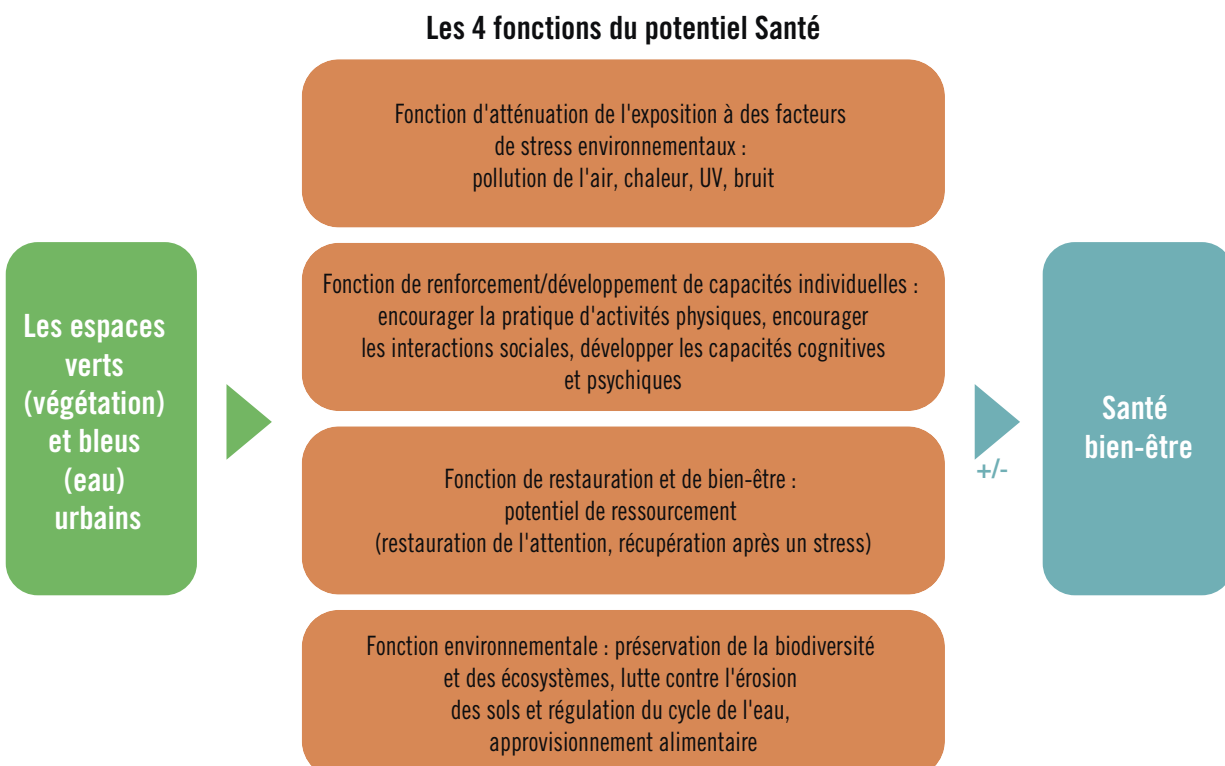 Les 4 fonctions du potentiel Santé
Fonction d'atténuation de l'exposition à des facteurs
de stress environnementaux :
pollution de l'air, chaleur, UV, bruit
Les espaces
verts
(végétation)
et bleus
(eau)
urbains
Fonction de renforcement/développement de capacités individuelles :
encourager la pratique d'activités physiques, encourager
les interactions sociales, développer les capacités cognitives
et psychiques
Fonction de restauration et de bien-être :
potentiel de ressourcement
(restauration de l'attention, récupération après un stress)
Fonction environnementale : préservation de la biodiversité
et des écosystèmes, lutte contre l'érosion
des sols et régulation du cycle de l'eau,
approvisionnement alimentaire
+/-
Santé
bien-être